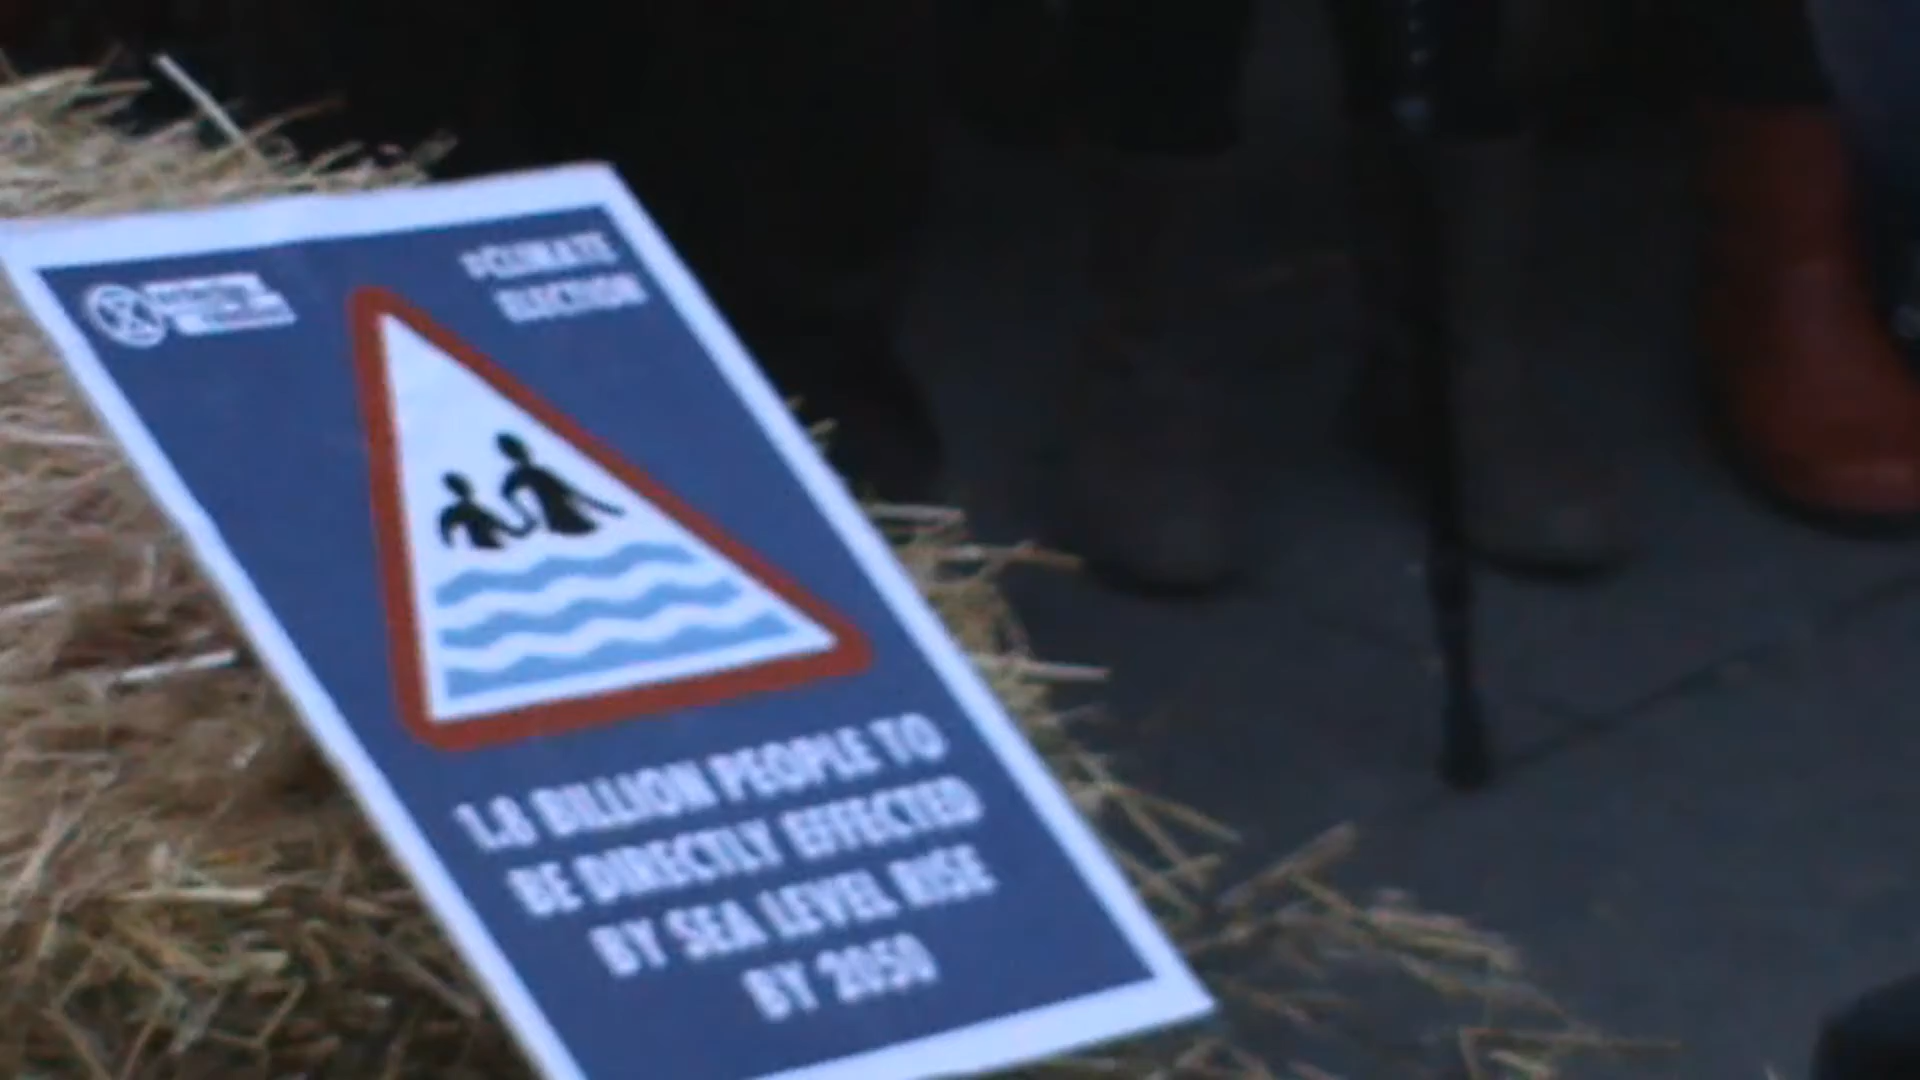 #CLIMATE
ELECTION
1.8 BILLION PEOPLE TO
BE DIRECTLY EFFECTED
BY SEA LEVEL RISE
BY 2050